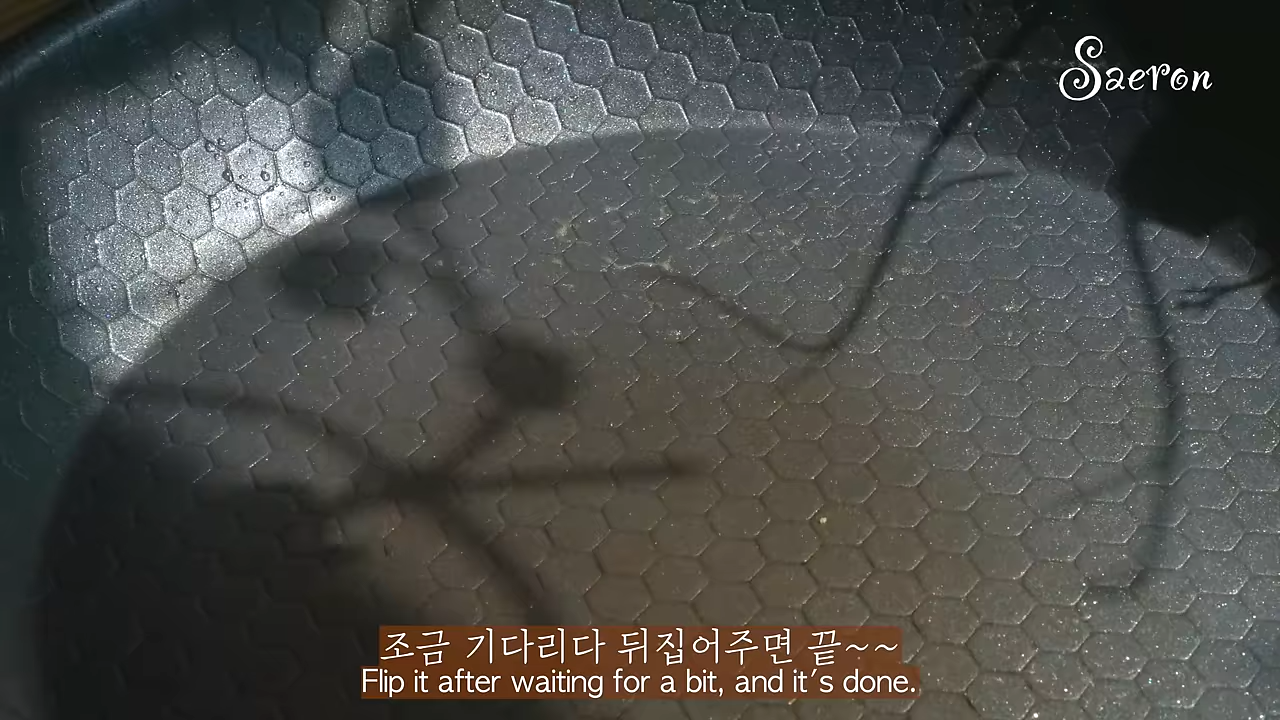 Saeron
조금 기다리다 뒤집어주면 끝~~
Flip it after waiting for a bit, and it's done.